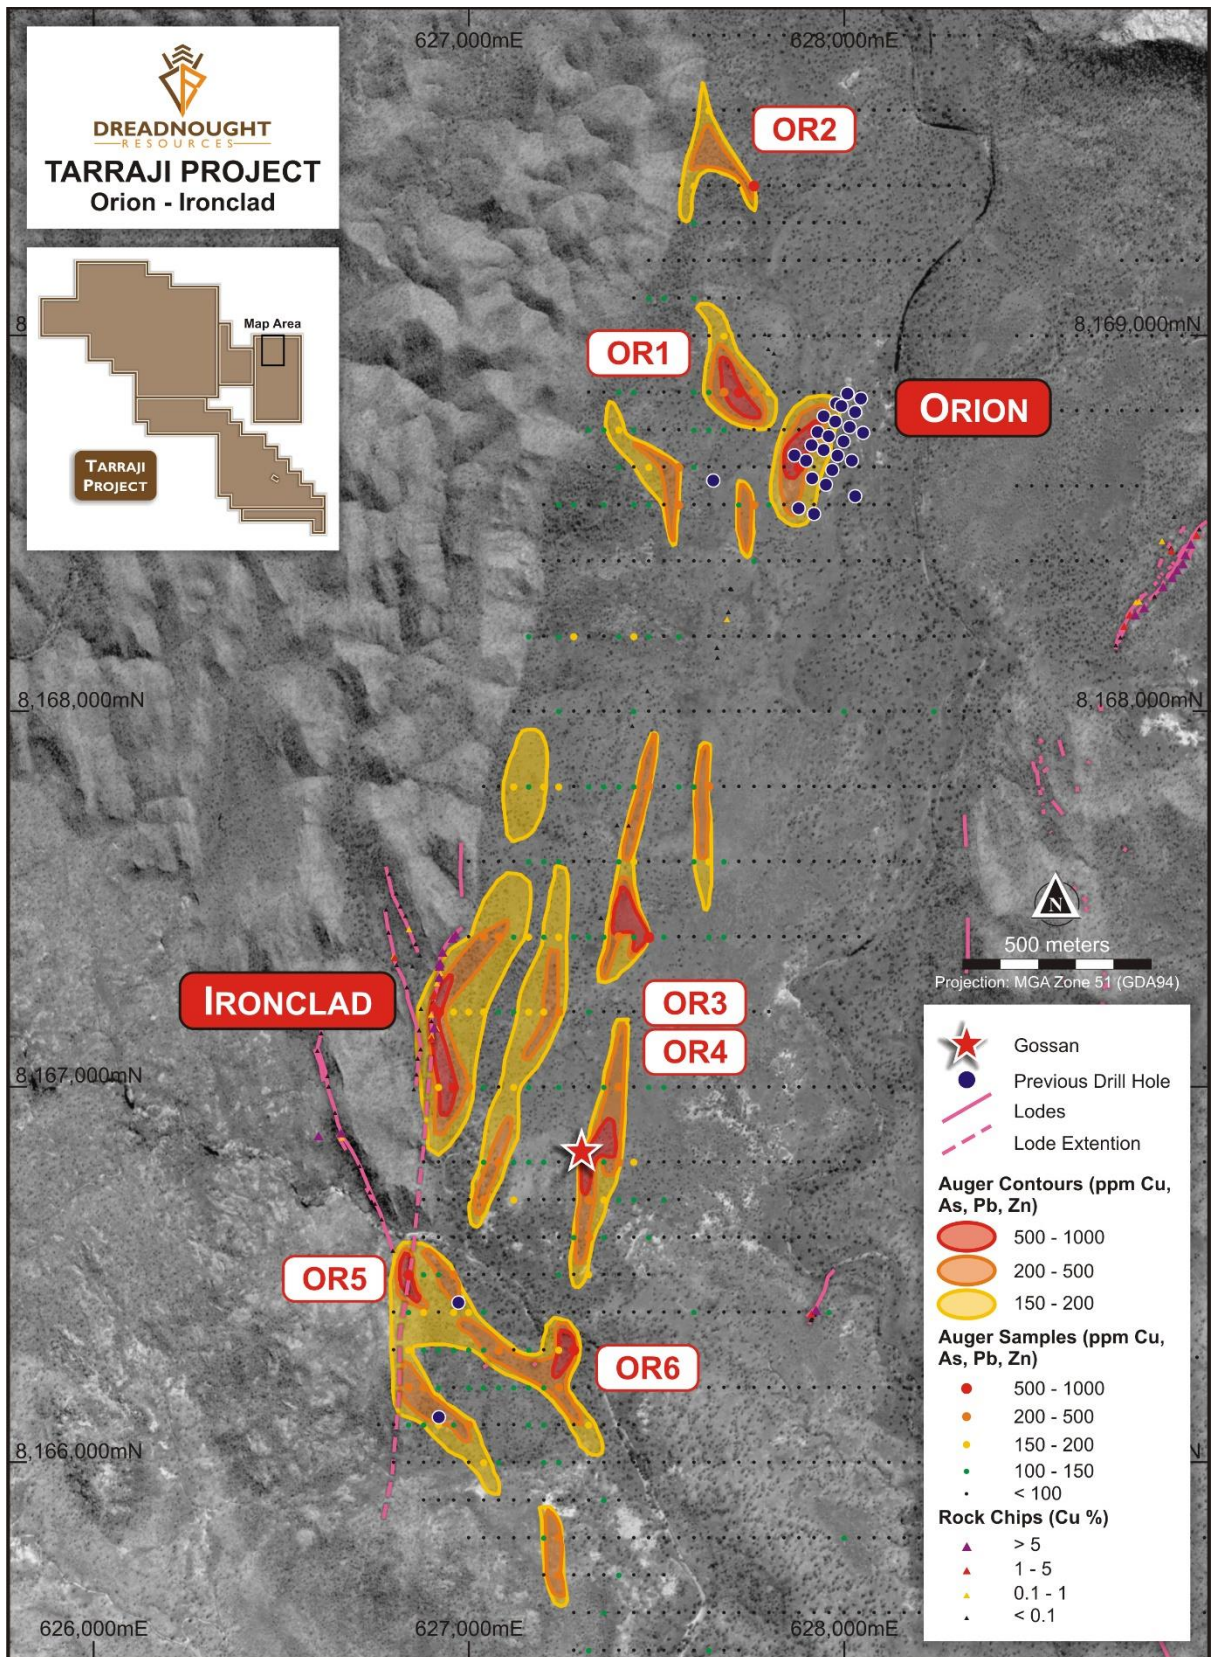 627,000mE
628,000mE
DREADNOUGHT
RESOURCES
TARRAJI PROJECT
Orion - Ironclad
OR2
Map Area
TARRAJI
PROJECT
8,169,000mN
OR1
ORION
8,168,000mN
8,168,000mN
N
500 meters
Projection: MGA Zone 51 (GDA94)
IRONCLAD
OR3
OR4
8,167,000mN
OR5
OR6
8,166,000mN
Gossan
Previous Drill Hole
Lodes
Lode Extention
Auger Contours (ppm Cu,
As, Pb, Zn)
500 - 1000
200 - 500
150 - 200
Auger Samples (ppm Cu,
As, Pb, Zn)
500 - 1000
200 - 500
150 - 200
100 - 150
< 100
Rock Chips (Cu %)
> 5
1 - 5
0.1 - 1
< 0.1
626,000mE
627,000mE
628,000mE